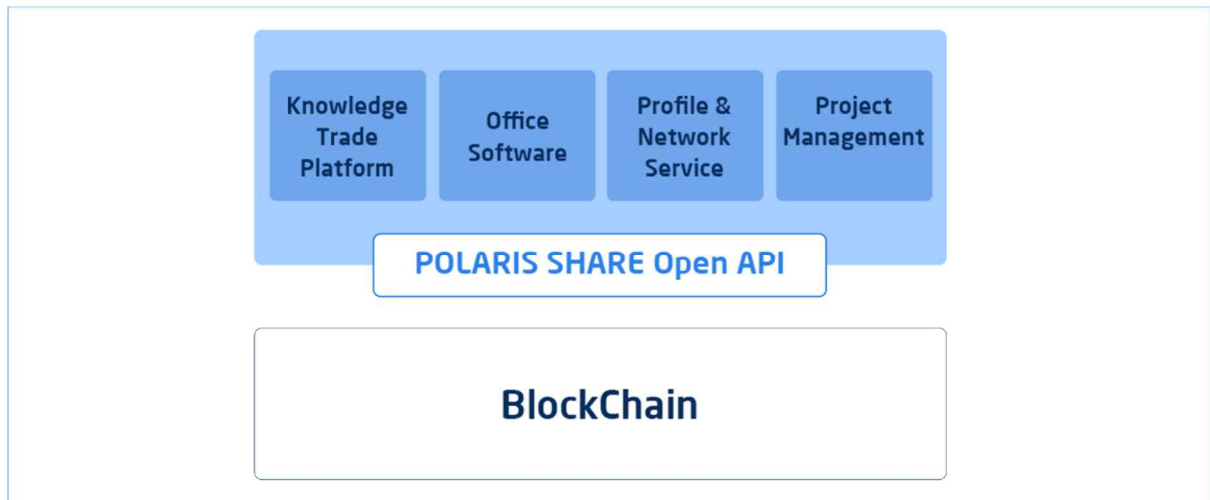 Knowledge
Trade
Platform
Office
Software
Profile &
Network
Service
Project
Management
POLARIS SHARE Open API
BlockChain